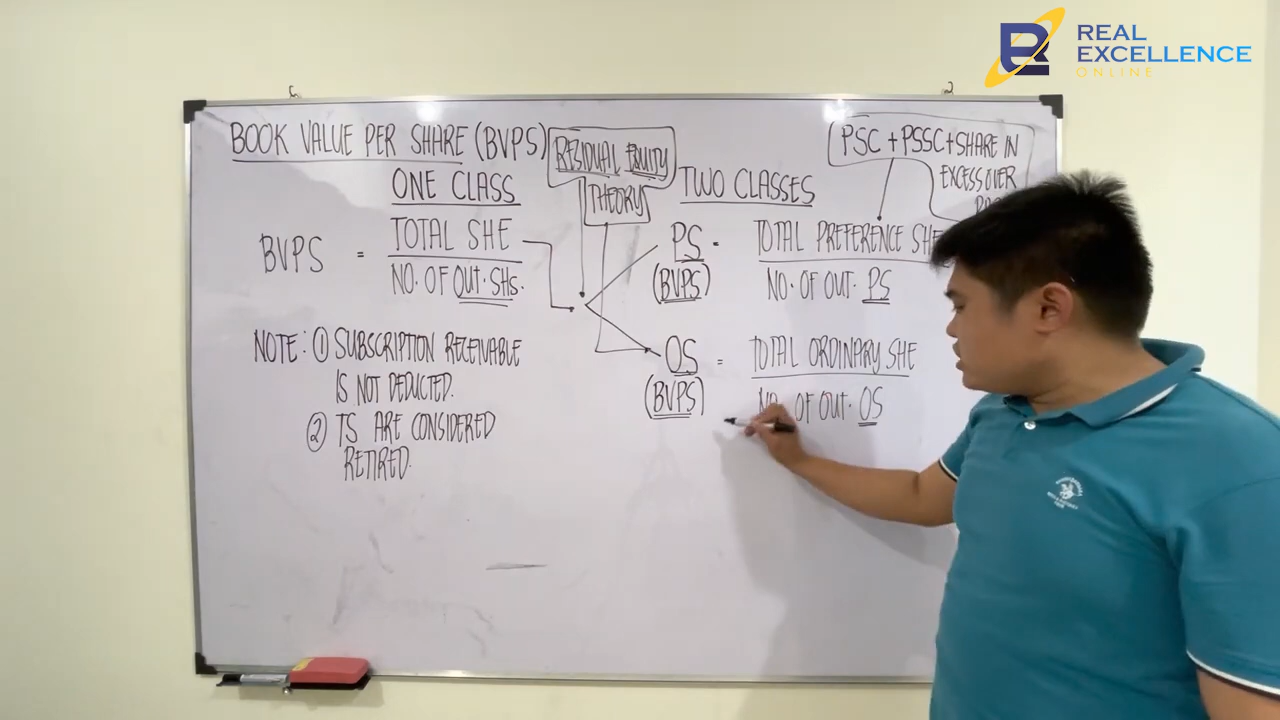 REAL
EXCELLENCE
ONLINE
BOOK VALUE PER SHARE (BVPS)
RESIDUAL EQUITY
THEORY
PSC + PSSC + SHARE IN
EXCESS OVER
ONE CLASS
TWO CLASSES
BVPS = TOTAL SHE
NO. OF OUT. SHS.
PS = TOTAL PREFERENCE SHE
(BVPS) NO. OF OUT. PS
NOTE: ① SUBSCRIPTION RECEIVABLE
IS NOT DEDUCTED.
② TS ARE CONSIDERED
RETIRED.
OS = TOTAL ORDINARY SHE
(BVPS) NO. OF OUT. OS